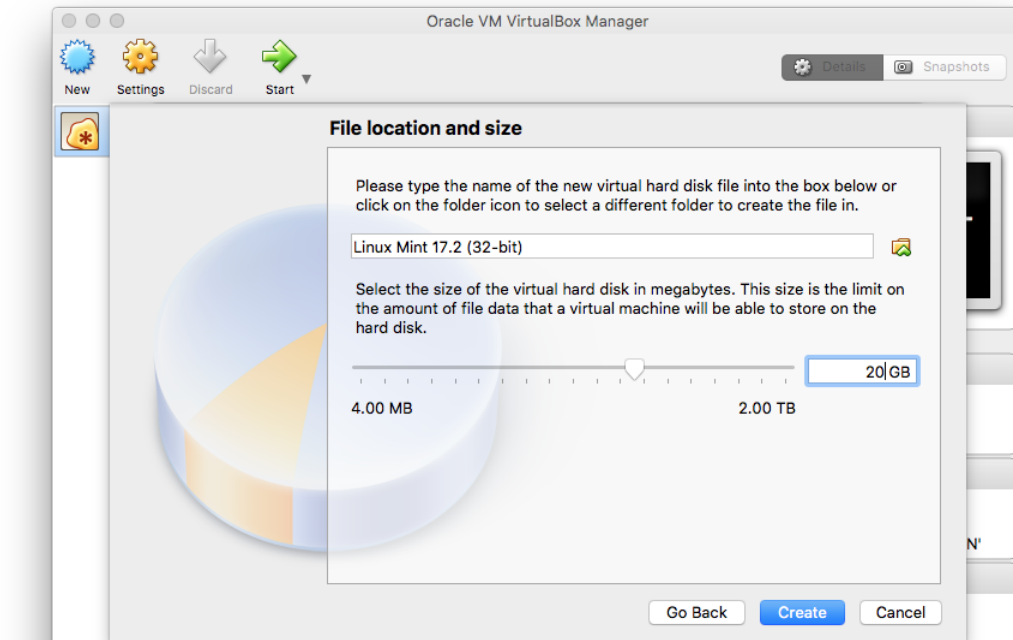 Oracle VM VirtualBox Manager
New
Settings
Discard
Start
Details
Snapshots
File location and size
Please type the name of the new virtual hard disk file into the box below or
click on the folder icon to select a different folder to create the file in.
Linux Mint 17.2 (32-bit)
Select the size of the virtual hard disk in megabytes. This size is the limit on
the amount of file data that a virtual machine will be able to store on the
hard disk.
20 GB
4.00 MB
2.00 TB
N'
Go Back
Create
Cancel